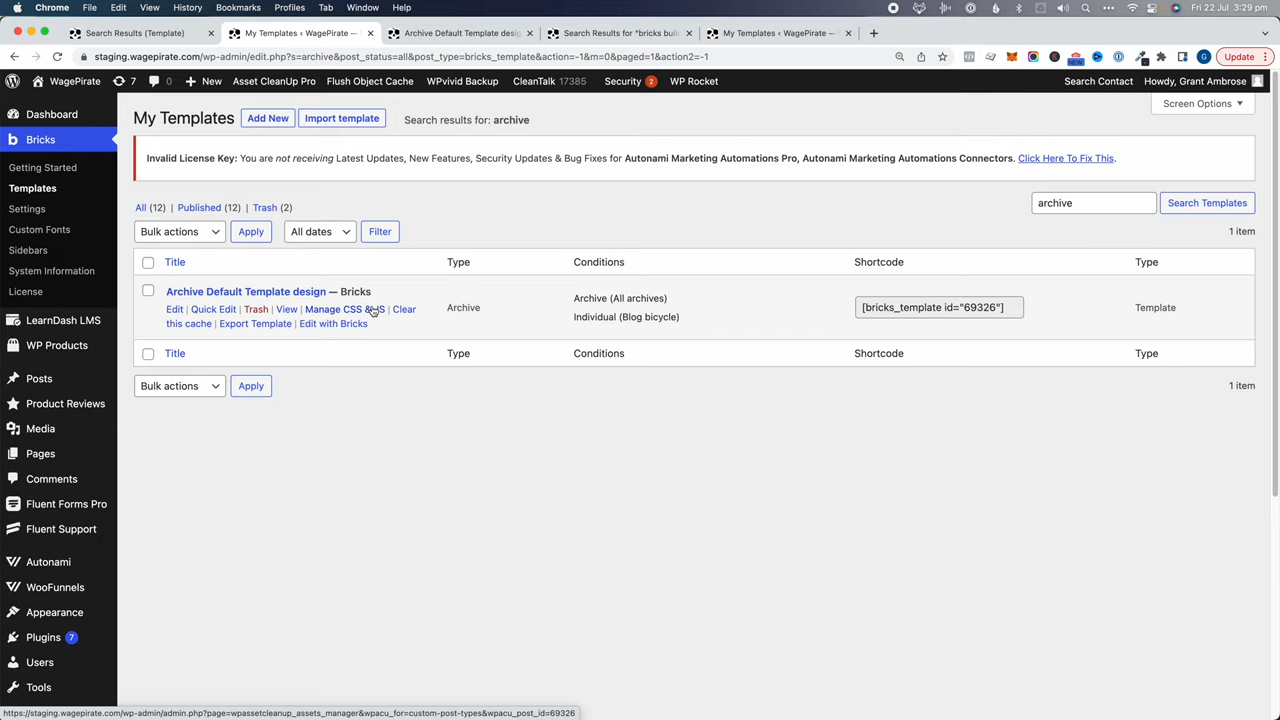 Chrome File Edit View History Bookmarks Profiles Tab Window Help Fri 22 Jul 3:29 pm
Search Results (Template) My Templates ‹ WagePirate — Archive Default Template desig Search Results for "bricks buil My Templates ‹ WagePirate —
staging.wagepirate.com/wp-admin/edit.php?s=archive&post_status=all&post_type=bricks_template&action=-1&m=0&paged=1&action2=-1 NEW G Update
WagePirate 7 0 New Asset CleanUp Pro Flush Object Cache WPvivid Backup CleanTalk 17385 Security 2 WP Rocket Search Contact Howdy, Grant Ambrose
Dashboard
b Bricks
Getting Started
Templates
Settings
Custom Fonts
Sidebars
System Information
License
LearnDash LMS
WP Products
Posts
Product Reviews
Media
Pages
Comments
Fluent Forms Pro
Fluent Support
Autonami
WooFunnels
Appearance
Plugins 7
Users
Tools
Screen Options
My Templates Add New Import template Search results for: archive
Invalid License Key: You are not receiving Latest Updates, New Features, Security Updates & Bug Fixes for Autonami Marketing Automations Pro, Autonami Marketing Automations Connectors. Click Here To Fix This.
All (12) | Published (12) | Trash (2)
archive Search Templates
Bulk actions Apply All dates Filter 1 item
Title Type Conditions Shortcode Type
Archive Default Template design — Bricks
Edit | Quick Edit | Trash | View | Manage CSS & JS | Clear
this cache | Export Template | Edit with Bricks
Archive
Archive (All archives)
Individual (Blog bicycle)
[bricks_template id="69326"]
Template
Title Type Conditions Shortcode Type
Bulk actions Apply 1 item
https://staging.wagepirate.com/wp-admin/admin.php?page=wpassetcleanup_assets_manager&wpacu_for=custom-post-types&wpacu_post_id=69326